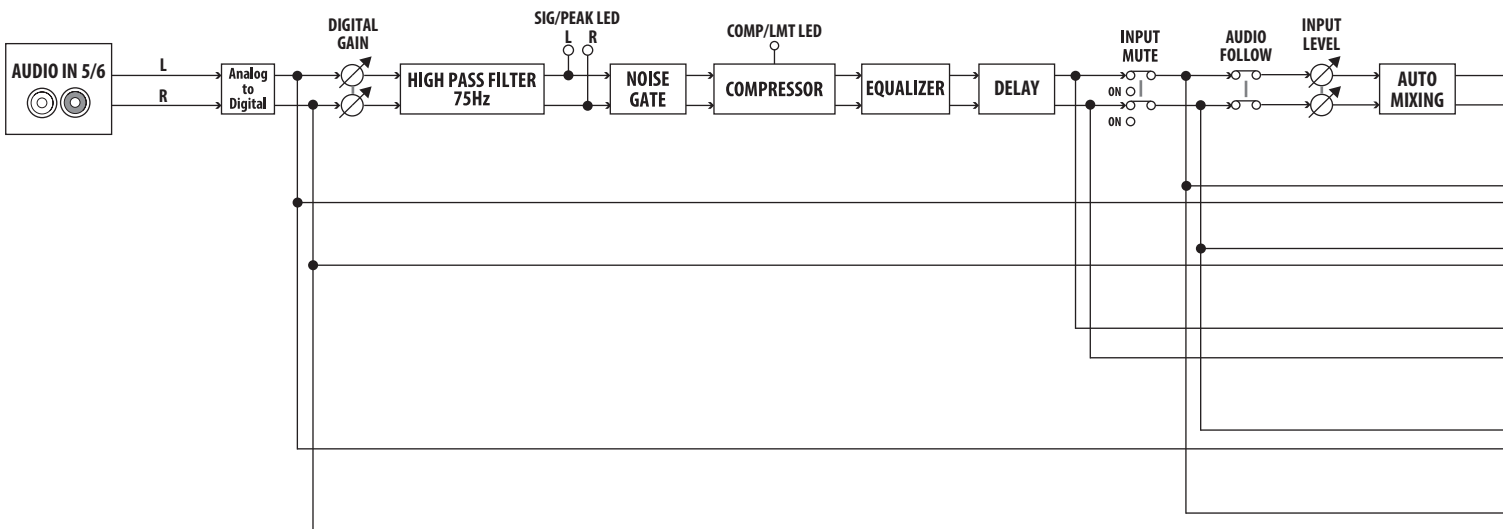 AUDIO IN 5/6
L
R
Analog
to
Digital
DIGITAL
GAIN
HIGH PASS FILTER
75Hz
SIG/PEAK LED
L R
NOISE
GATE
COMP/LMT LED
COMPRESSOR
EQUALIZER
DELAY
INPUT
MUTE
ON
ON
AUDIO
FOLLOW
INPUT
LEVEL
AUTO
MIXING